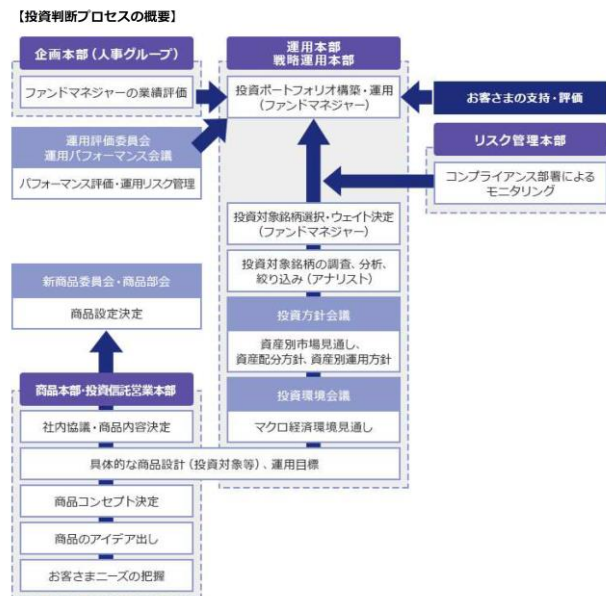 【投資判断プロセスの概要】
企画本部（人事グループ）
ファンドマネジャーの業績評価
運用評価委員会
運用パフォーマンス会議
パフォーマンス評価・運用リスク管理
運用本部
戦略運用本部
投資ポートフォリオ構築・運用
（ファンドマネジャー）
お客さまの支持・評価
リスク管理本部
コンプライアンス部署による
モニタリング
投資対象銘柄選択・ウェイト決定
（ファンドマネジャー）
投資対象銘柄の調査、分析、
絞り込み（アナリスト）
投資方針会議
資産別市場見通し、
資産配分方針、資産別運用方針
投資環境会議
マクロ経済環境見通し
新商品委員会・商品部会
商品設定決定
商品本部・投資信託営業本部
社内協議・商品内容決定
具体的な商品設計（投資対象等）、運用目標
商品コンセプト決定
商品のアイデア出し
お客さまニーズの把握